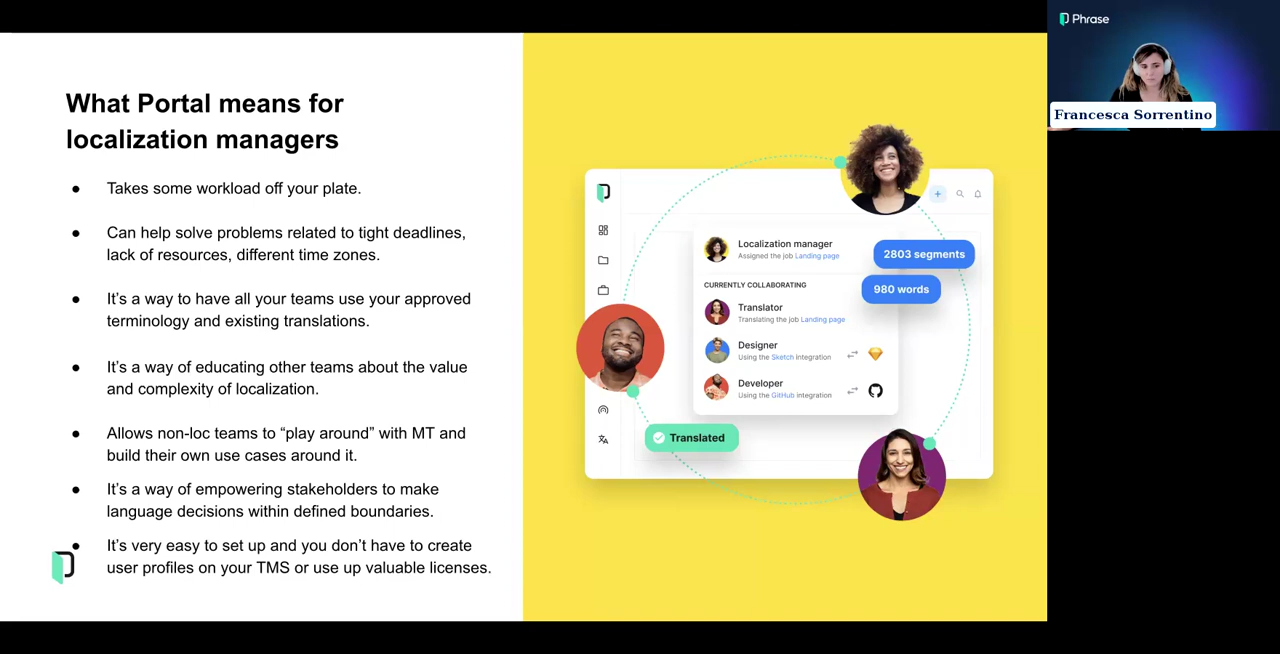 What Portal means for
localization managers
● Takes some workload off your plate.
● Can help solve problems related to tight deadlines,
lack of resources, different time zones.
● It's a way to have all your teams use your approved
terminology and existing translations.
● It's a way of educating other teams about the value
and complexity of localization.
● Allows non-loc teams to “play around” with MT and
build their own use cases around it.
● It's a way of empowering stakeholders to make
language decisions within defined boundaries.
● It's very easy to set up and you don't have to create
user profiles on your TMS or use up valuable licenses.
Localization manager
Assigned the job Landing page
2803 segments
980 words
CURRENTLY COLLABORATING
Translator
Translating the job Landing page
Designer
Using the Sketch integration
Developer
Using the GitHub integration
Translated
Phrase
Francesca Sorrentino